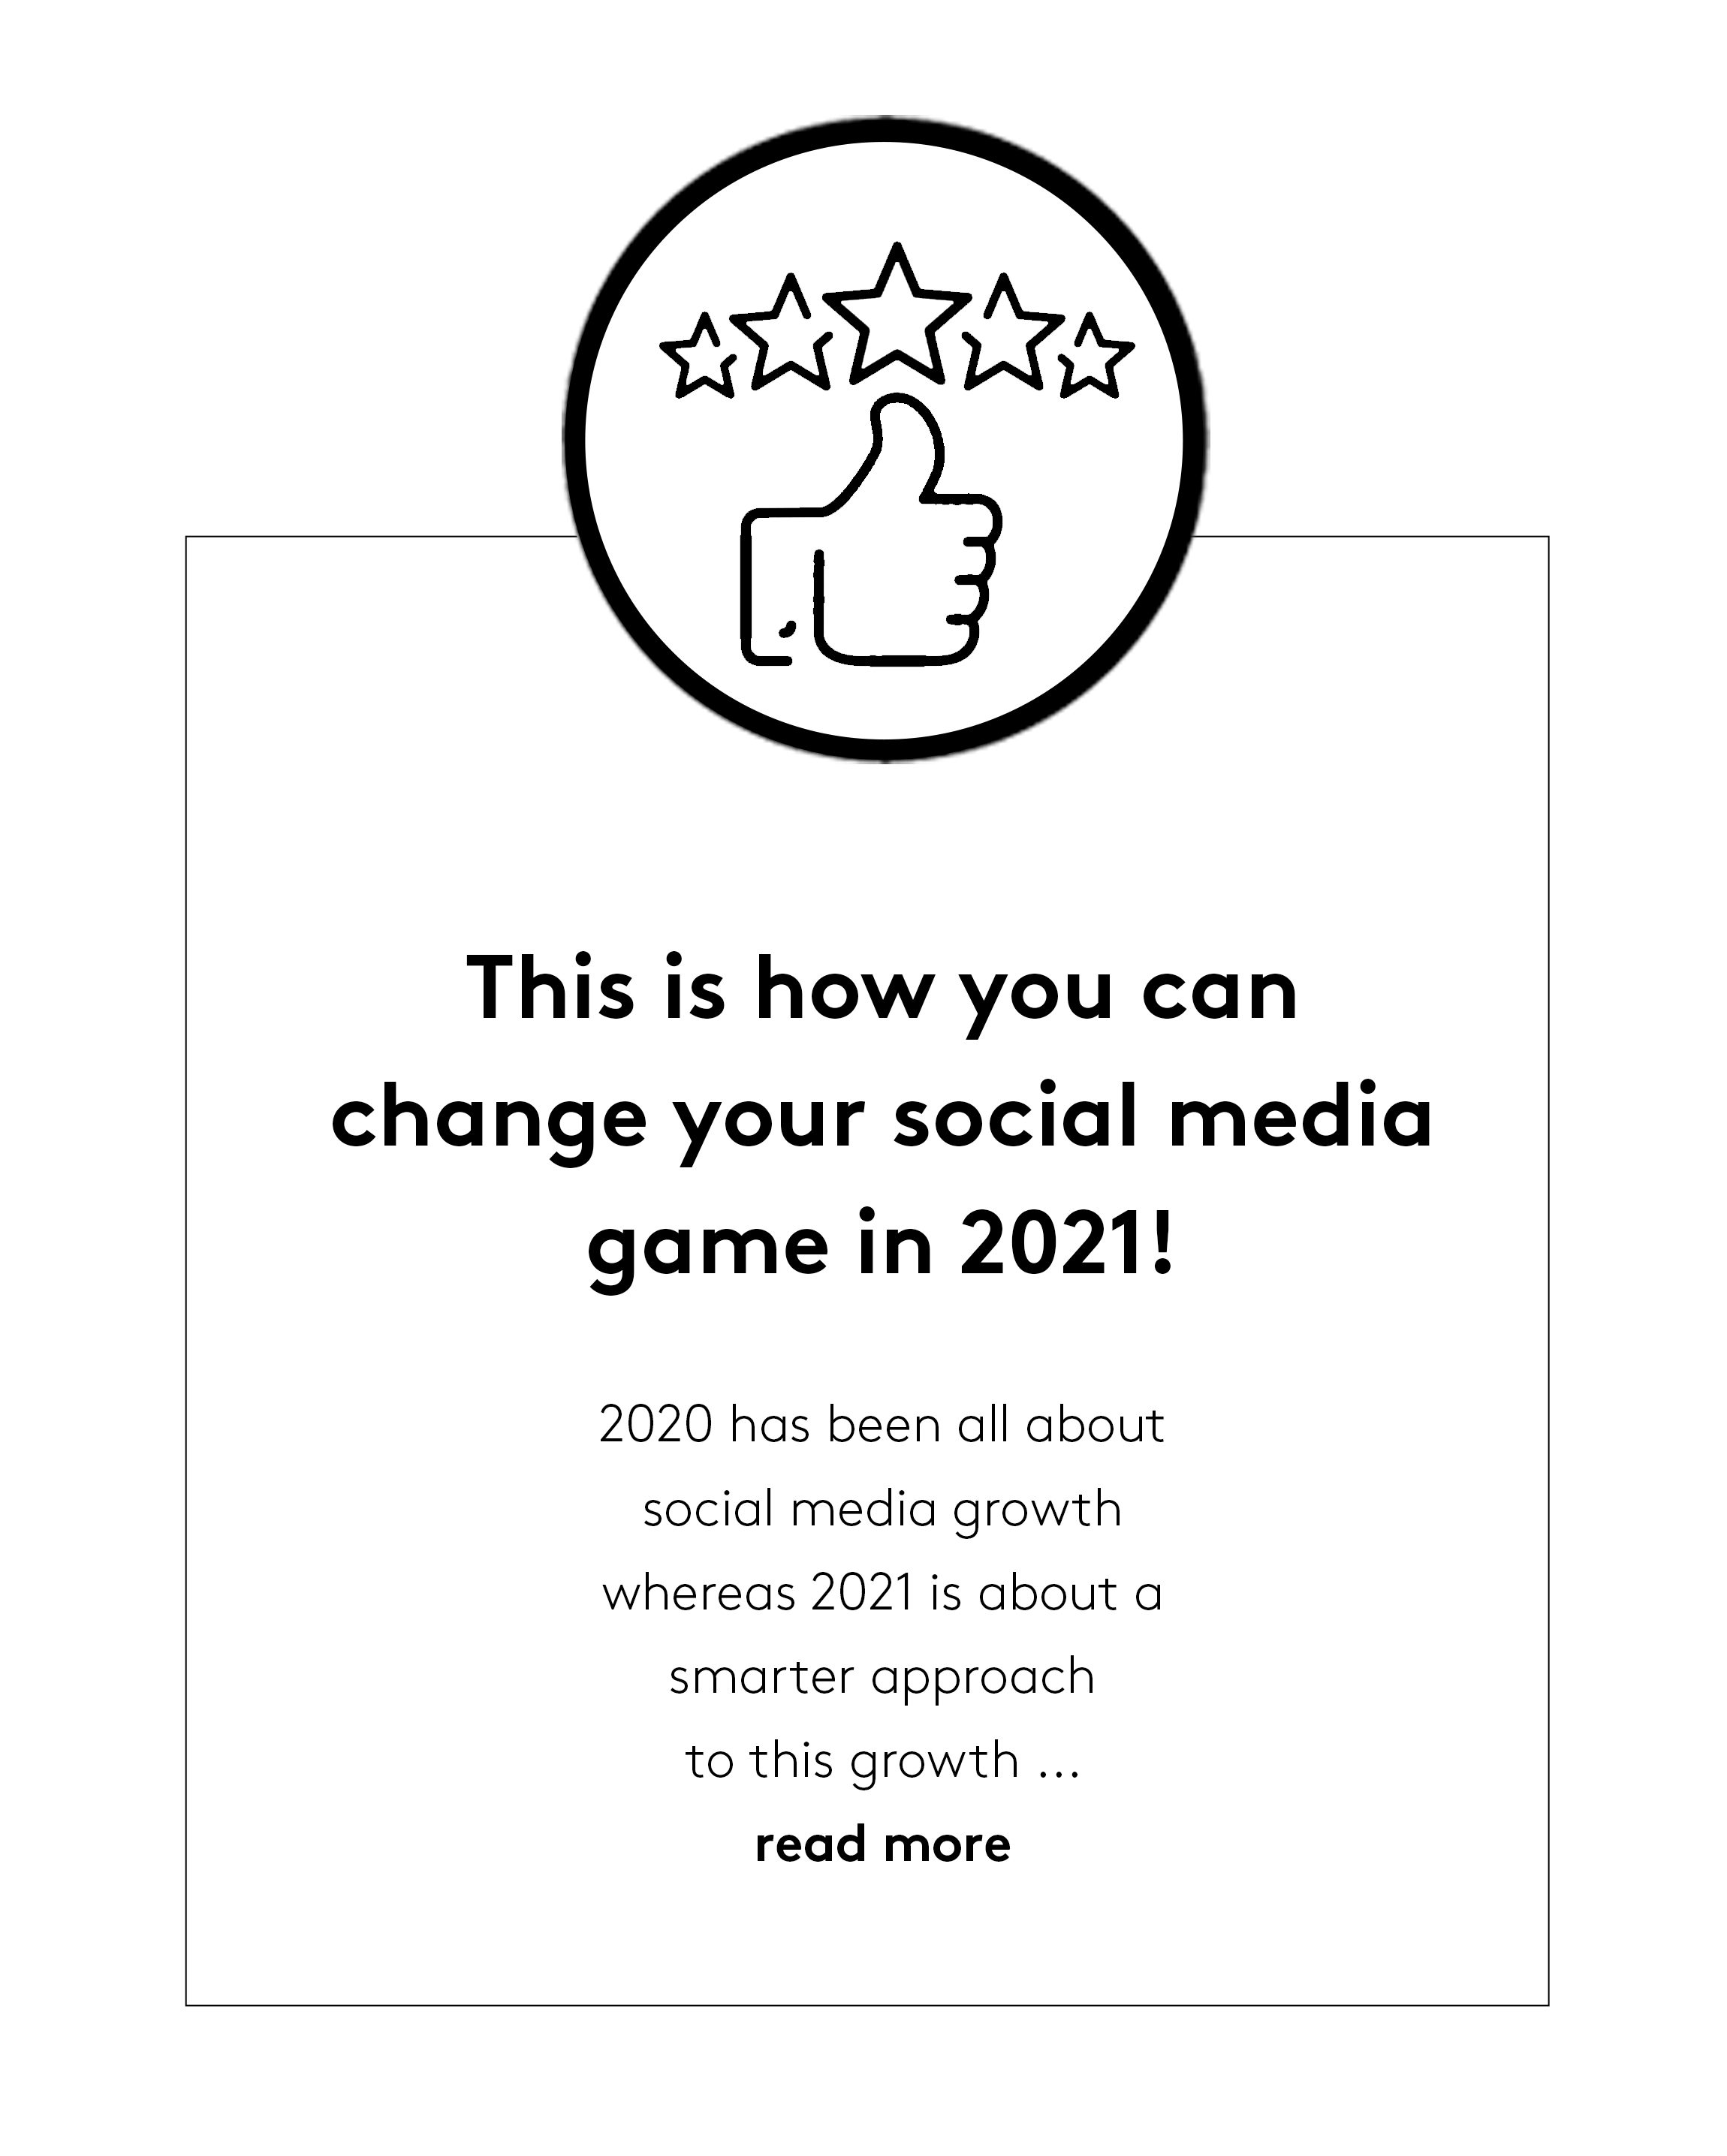 This is how you can
change your social media
game in 2021!
2020 has been all about
social media growth
whereas 2021 is about a
smarter approach
to this growth ...
read more